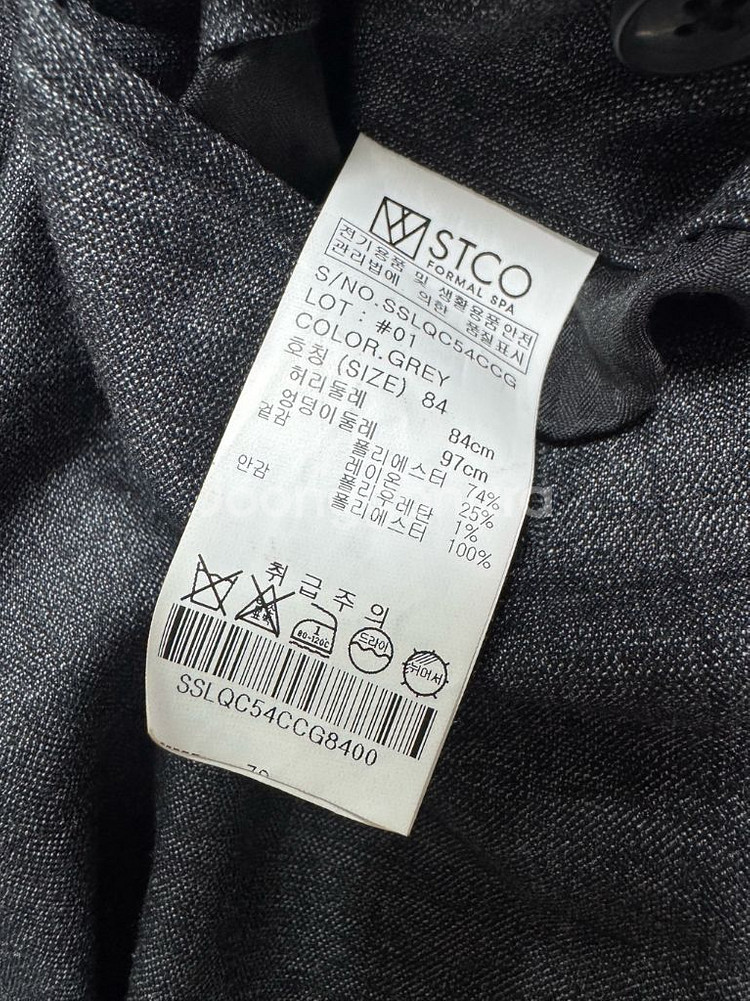 STCO
FORMAL SPA
전기용품 및 생활용품안전
관리법에 의한 품질표시
S/NO.SSLQC54CCG
LOT : #01
COLOR.GREY
호칭 (SIZE) 84
허리둘레 84cm
엉덩이둘레 97cm
겉감 폴리에스터 74%
레이온 25%
폴리우레탄 1%
안감 폴리에스터 100%
취급주의
80-120C
드라이
SSLQC54CCG8400